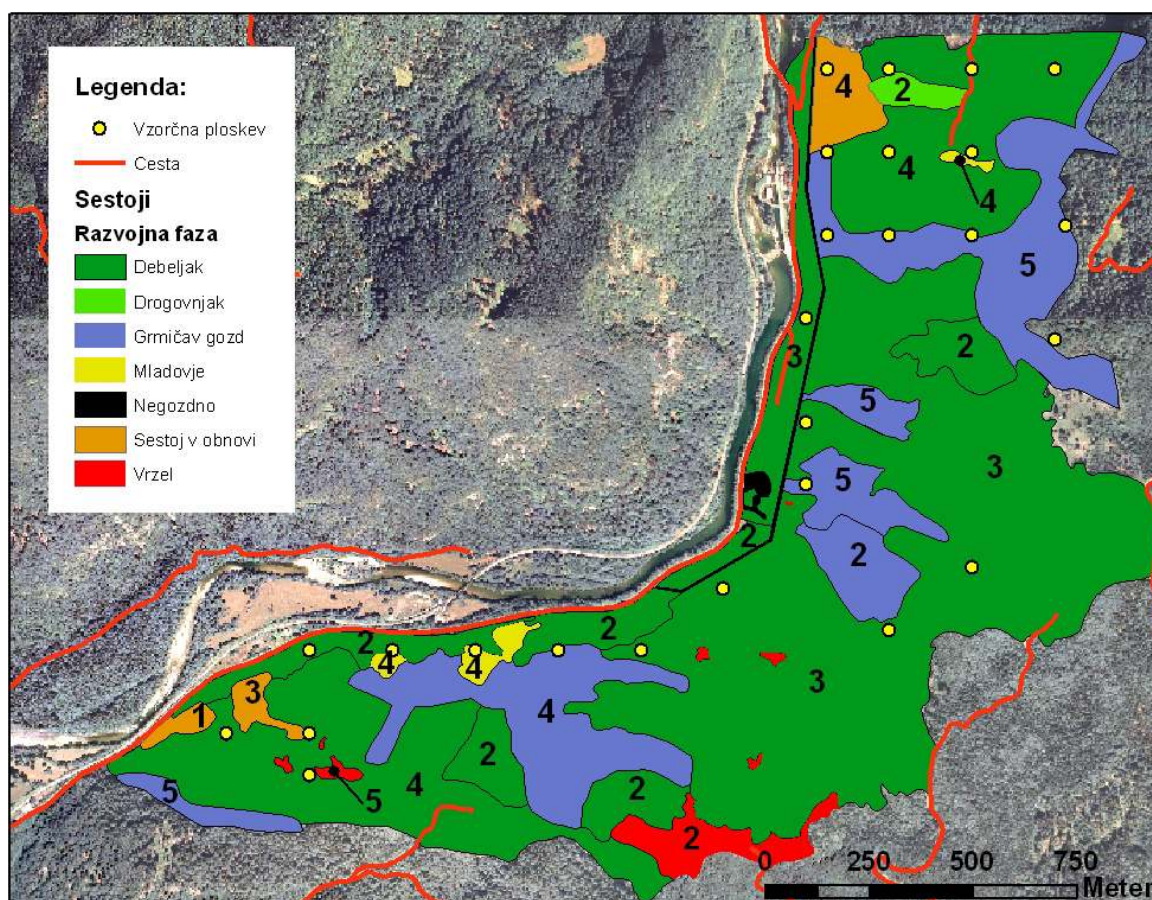 Legenda:
Vzorčna ploskev
Cesta
Sestoji
Razvojna faza
Debeljak
Drogovnjak
Grmičav gozd
Mladovje
Negozdno
Sestoj v obnovi
Vrzel
4
2
4
4
5
3
2
5
3
5
2
2
2
2
4
4
3
4
3
1
2
4
5
5
2
2
0 250 500 750
Meter